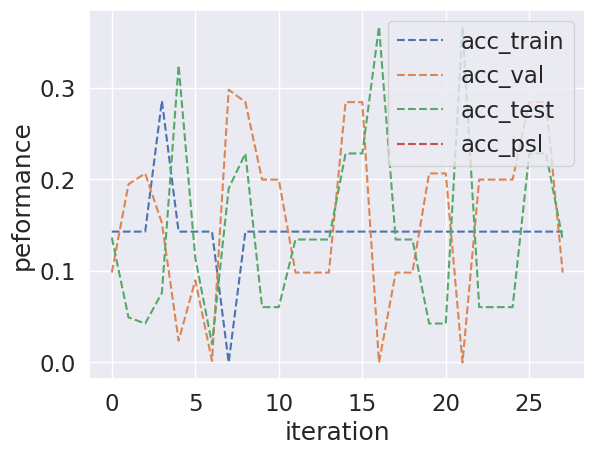 acc_train
acc_val
acc_test
acc_psl
0.3
0.2
0.1
0.0
peformance
0 5 10 15 20 25
iteration